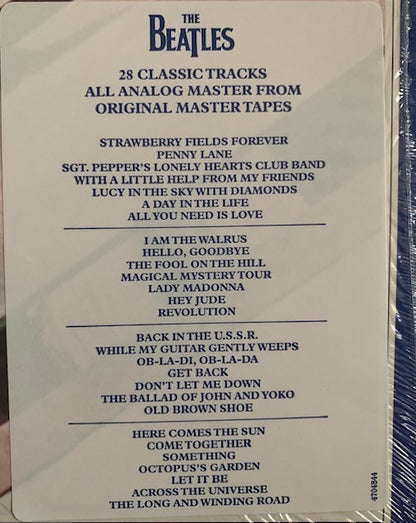 THE
BEATLES
28 CLASSIC TRACKS
ALL ANALOG MASTER FROM
ORIGINAL MASTER TAPES
STRAWBERRY FIELDS FOREVER
PENNY LANE
SGT. PEPPER'S LONELY HEARTS CLUB BAND
WITH A LITTLE HELP FROM MY FRIENDS
LUCY IN THE SKY WITH DIAMONDS
A DAY IN THE LIFE
ALL YOU NEED IS LOVE
I AM THE WALRUS
HELLO, GOODBYE
THE FOOL ON THE HILL
MAGICAL MYSTERY TOUR
LADY MADONNA
HEY JUDE
REVOLUTION
BACK IN THE U.S.S.R.
WHILE MY GUITAR GENTLY WEEPS
OB-LA-DI, OB-LA-DA
GET BACK
DON'T LET ME DOWN
THE BALLAD OF JOHN AND YOKO
OLD BROWN SHOE
HERE COMES THE SUN
COME TOGETHER
SOMETHING
OCTOPUS'S GARDEN
LET IT BE
ACROSS THE UNIVERSE
THE LONG AND WINDING ROAD
4704844